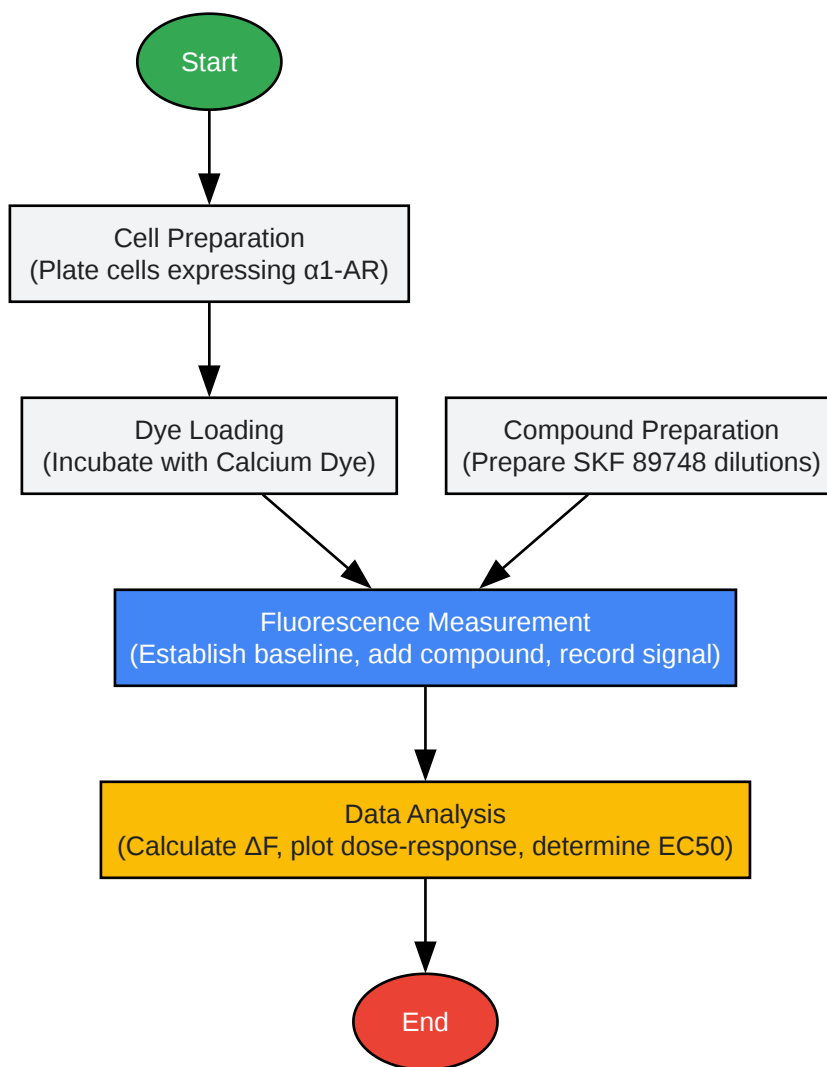 Start
Cell Preparation
(Plate cells expressing α1-AR)
Dye Loading
(Incubate with Calcium Dye)
Compound Preparation
(Prepare SKF 89748 dilutions)
Fluorescence Measurement
(Establish baseline, add compound, record signal)
Data Analysis
(Calculate ΔF, plot dose-response, determine EC50)
End